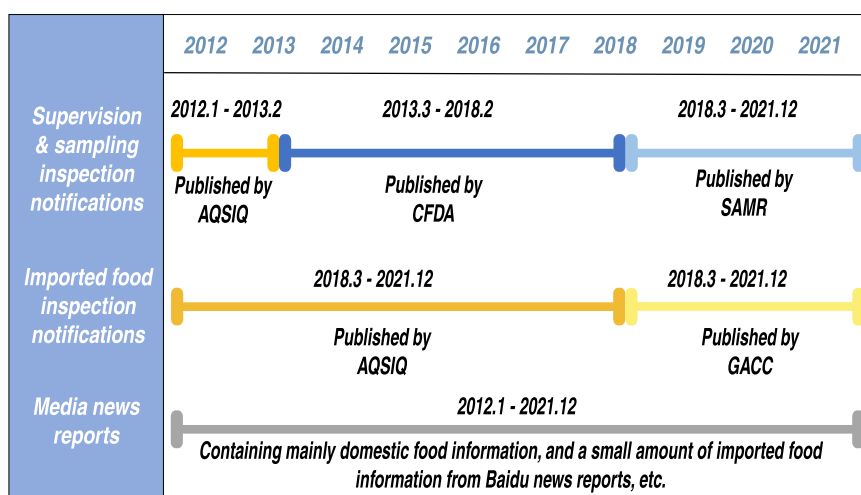 2012 2013 2014 2015 2016 2017 2018 2019 2020 2021
Supervision
& sampling
inspection
notifications
2012.1 - 2013.2
Published by
AQSIQ
2013.3 - 2018.2
Published by
CFDA
2018.3 - 2021.12
Published by
SAMR
Imported food
inspection
notifications
2018.3 - 2021.12
Published by
AQSIQ
2018.3 - 2021.12
Published by
GACC
Media news
reports
2012.1 - 2021.12
Containing mainly domestic food information, and a small amount of imported food
information from Baidu news reports, etc.